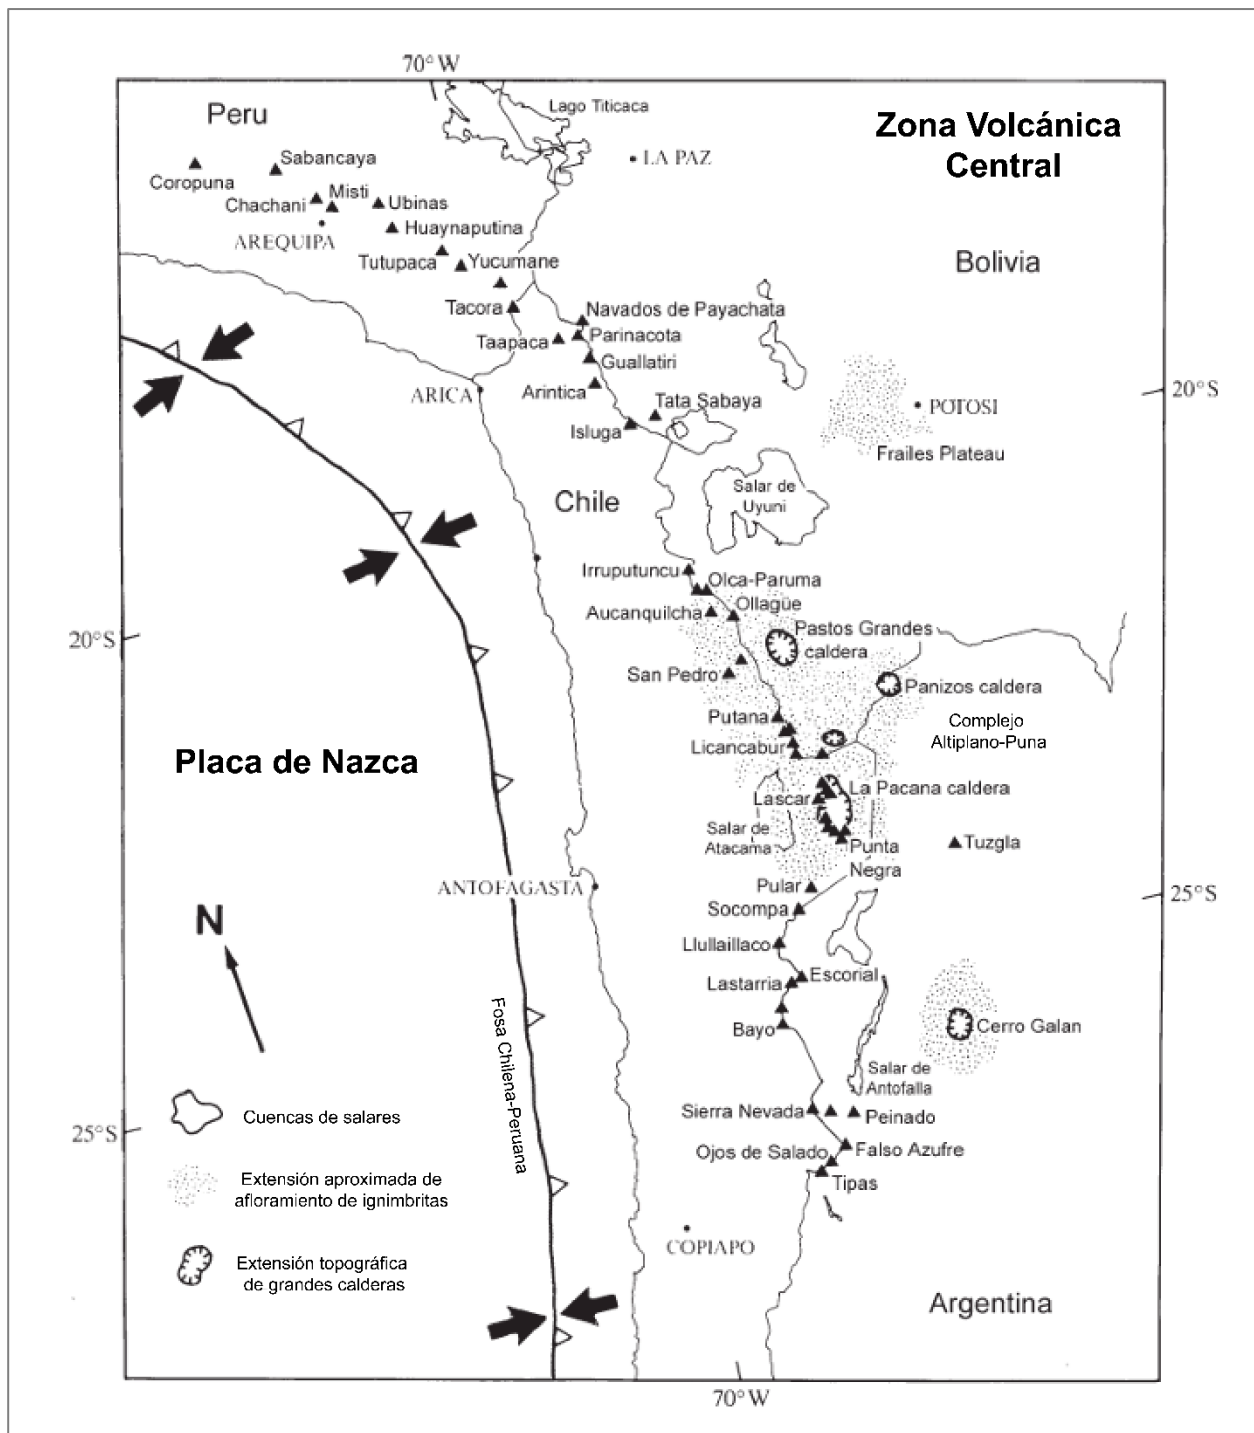 70°W
Peru
Lago Titicaca
Zona Volcánica
Central
LA PAZ
Sabancaya
Coropuna
Misti
Chachani
Ubinas
Huaynaputina
AREQUIPA
Tutupaca
Yucumane
Bolivia
Tacora
Navados de Payachata
Taapaca
Parinacota
Guallatiri
ARICA
Arintica
20°S
Tata Sabaya
POTOSI
Isluga
Frailes Plateau
Chile
Salar de
Uyuni
Irruputuncu
Olca-Paruma
Aucanquilcha
Ollagüe
20°S
Pastos Grandes
caldera
San Pedro
Panizos caldera
Putana
Complejo
Altiplano-Puna
Licancabur
Placa de Nazca
La Pacana caldera
Lascar
Salar de
Atacama
Punta
Negra
Tuzgla
Pular
ANTOFAGASTA
25°S
Socompa
N
Llullaillaco
Escorial
Lastarria
Fosa Chilena-Peruana
Bayo
Cerro Galan
Salar de
Antofalla
Sierra Nevada
Peinado
Cuencas de salares
25°S
Ojos de Salado
Falso Azufre
Extensión aproximada de
afloramiento de ignimbritas
Tipas
COPIAPO
Extensión topográfica
de grandes calderas
Argentina
70°W